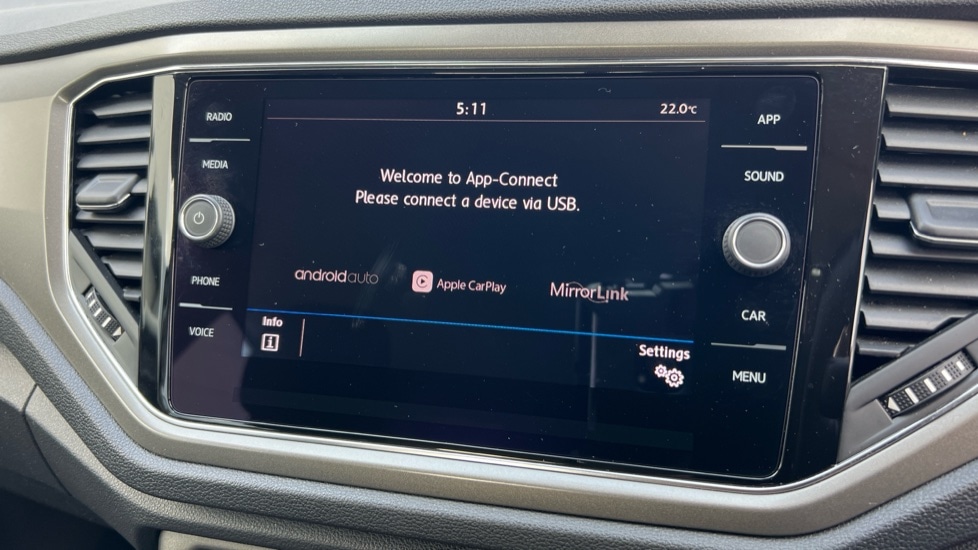 RADIO
MEDIA
PHONE
VOICE
5:11
22.0°C
Welcome to App-Connect
Please connect a device via USB.
androidauto
Apple CarPlay
MirrorLink
Info
i
Settings
APP
SOUND
CAR
MENU